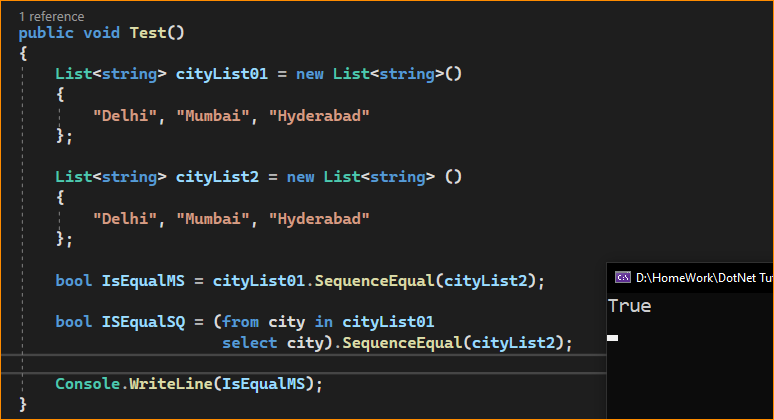 1 reference
public void Test()
{
List<string> cityList01 = new List<string>()
{
"Delhi", "Mumbai", "Hyderabad"
};
List<string> cityList2 = new List<string> ()
{
"Delhi", "Mumbai", "Hyderabad"
};
bool IsEqualMS = cityList01.SequenceEqual(cityList2);
bool ISEqualSQ = (from city in cityList01
select city).SequenceEqual(cityList2);
Console.WriteLine(IsEqualMS);
}
D:\HomeWork\DotNet Tu
True